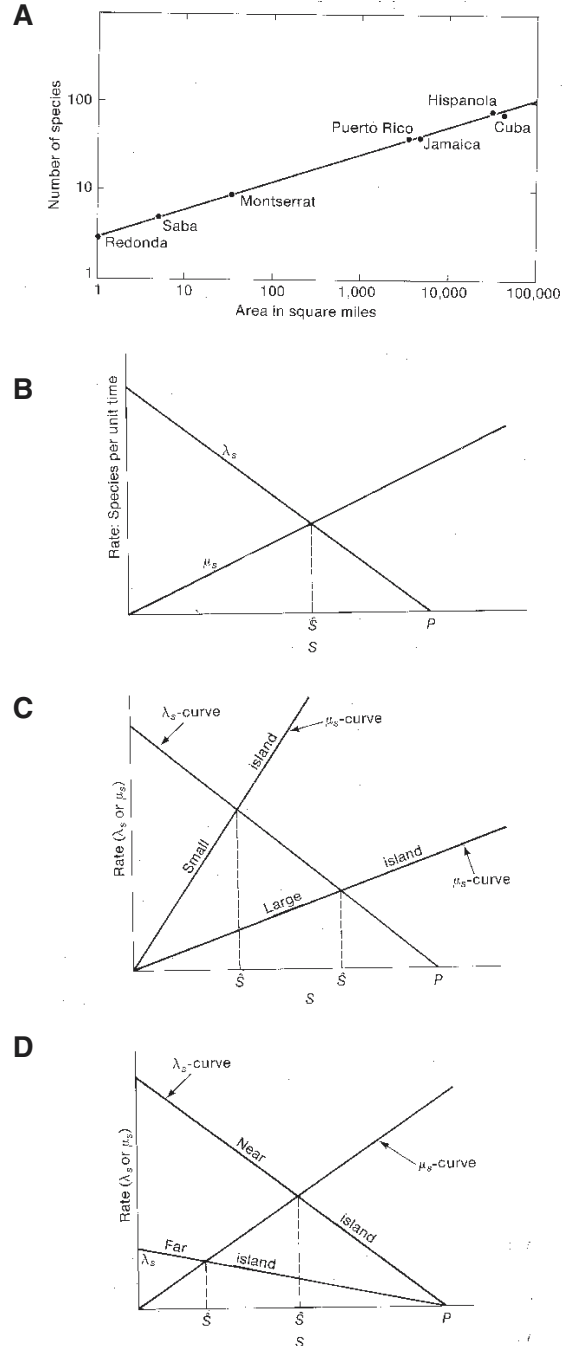 A
Number of species
100
10
1
Hispanola
Puerto Rico
Cuba
Jamaica
Montserrat
Saba
Redonda
1 10 100 1,000 10,000 100,000
Area in square miles
B
Rate: Species per unit time
λs
μs
Ŝ P
S
C
λs-curve
μs-curve
island
Small
Rate (λs or μs)
island
Large
μs-curve
Ŝ Ŝ P
S
D
λs-curve
Near
μs-curve
Rate (λs or μs)
island
Far
λs
island
Ŝ Ŝ P
S